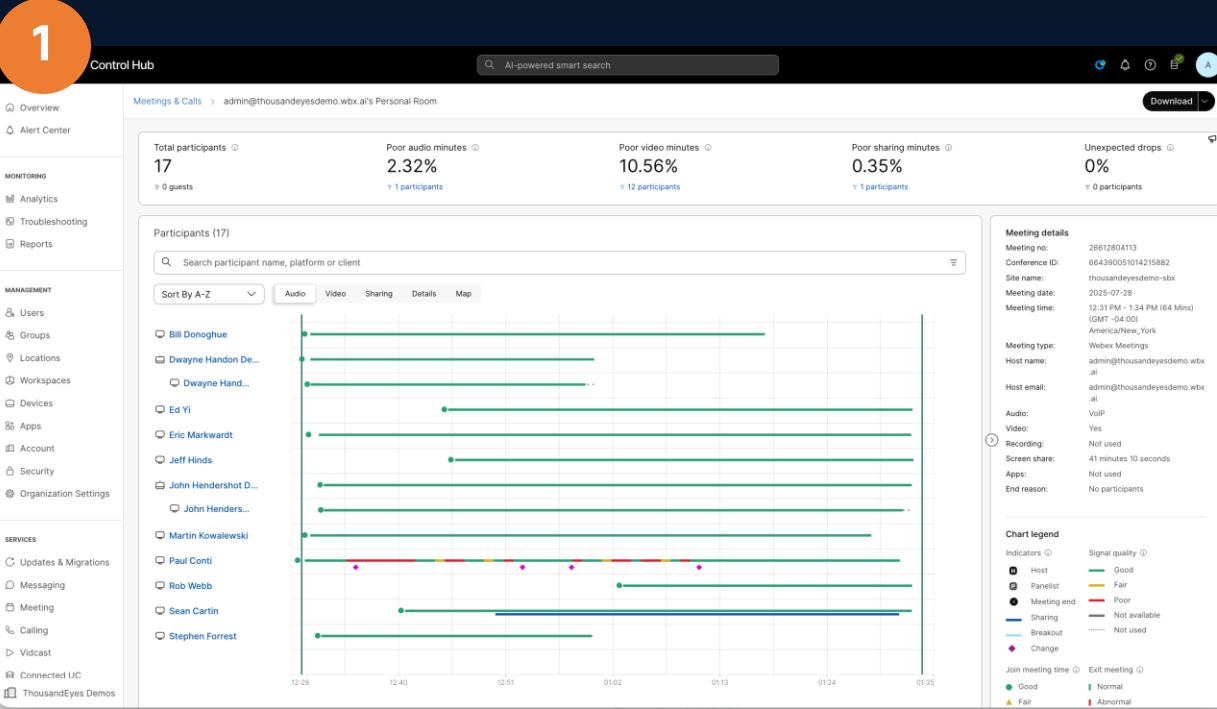 1
Control Hub
AI-powered smart search
A
Overview
Alert Center
MONITORING
Analytics
Troubleshooting
Reports
MANAGEMENT
Users
Groups
Locations
Workspaces
Devices
Apps
Account
Security
Organization Settings
SERVICES
Updates & Migrations
Messaging
Meeting
Calling
Vidcast
Connected UC
ThousandEyes Demos
Meetings & Calls > admin@thousandeyesdemo.wbx.ai's Personal Room
Download
Total participants
17
0 guests
Poor audio minutes
2.32%
1 participants
Poor video minutes
10.56%
12 participants
Poor sharing minutes
0.35%
1 participants
Unexpected drops
0%
0 participants
Participants (17)
Search participant name, platform or client
Sort By A-Z
Audio Video Sharing Details Map
Bill Donoghue
Dwayne Handon De...
Dwayne Hand...
Ed Yi
Eric Markwardt
Jeff Hinds
John Hendershot D...
John Henders...
Martin Kowalewski
Paul Conti
Rob Webb
Sean Cartin
Stephen Forrest
12:29 12:40 12:51 01:02 01:13 01:24 01:35
Meeting details
Meeting no: 26612804113
Conference ID: 664390051014215882
Site name: thousandeyesdemo-sbx
Meeting date: 2025-07-28
Meeting time: 12:31 PM - 1:34 PM (64 Mins)
(GMT -04:00)
America/New_York
Meeting type: Webex Meetings
Host name: admin@thousandeyesdemo.wbx
.ai
Host email: admin@thousandeyesdemo.wbx
.ai
Audio: VoIP
Video: Yes
Recording: Not used
Screen share: 41 minutes 10 seconds
Apps: Not used
End reason: No participants
Chart legend
Indicators Signal quality
H Host Good
P Panelist Fair
Meeting end Poor
Sharing Not available
Breakout Not used
Change
Join meeting time Exit meeting
Good Normal
Fair Abnormal